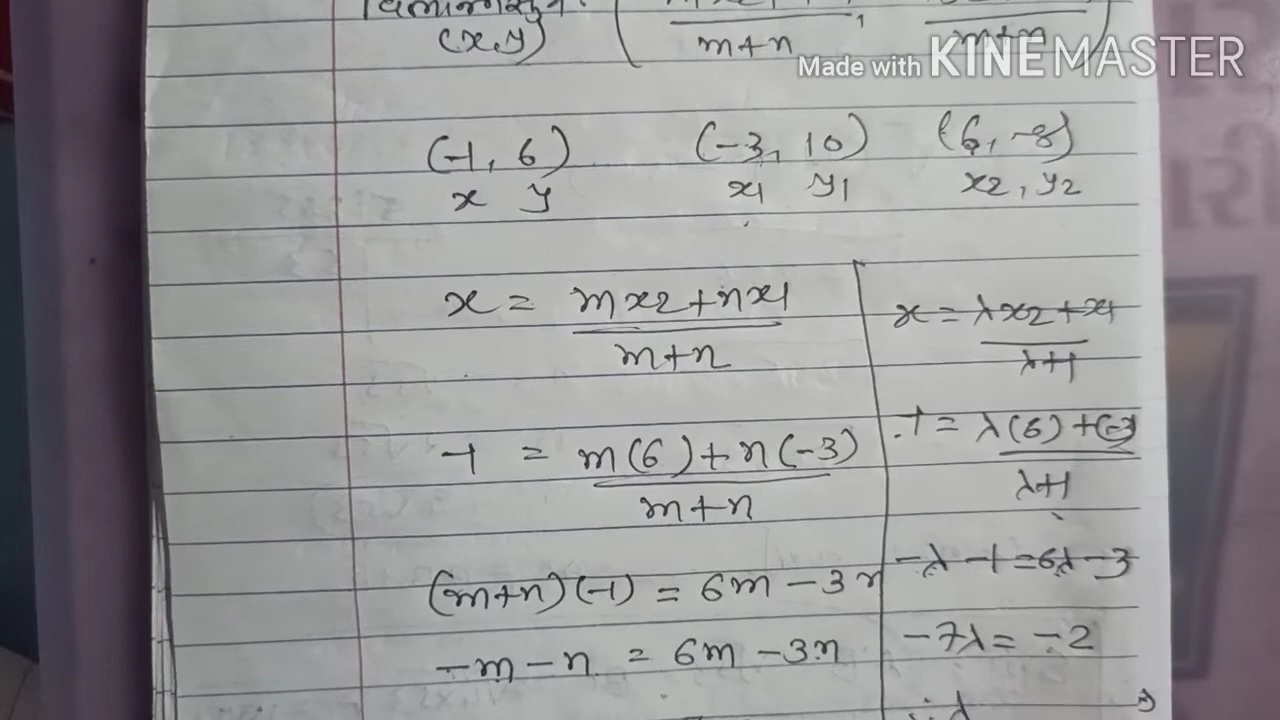 विभाजन सूत्र:
(x,y) ( m+n , m+n )
Made with KINEMASTER
(-1, 6) (-3, 10) (6, -8)
x y x1 y1 x2, y2
x = mx2+nx1
m+n
-1 = m(6)+n(-3)
m+n
(m+n)(-1) = 6m-3n
-m-n = 6m-3n
x = λx2+x1
λ+1
-1 = λ(6)+(-3)
λ+1
-λ-1=6λ-3
-7λ= -2
λ